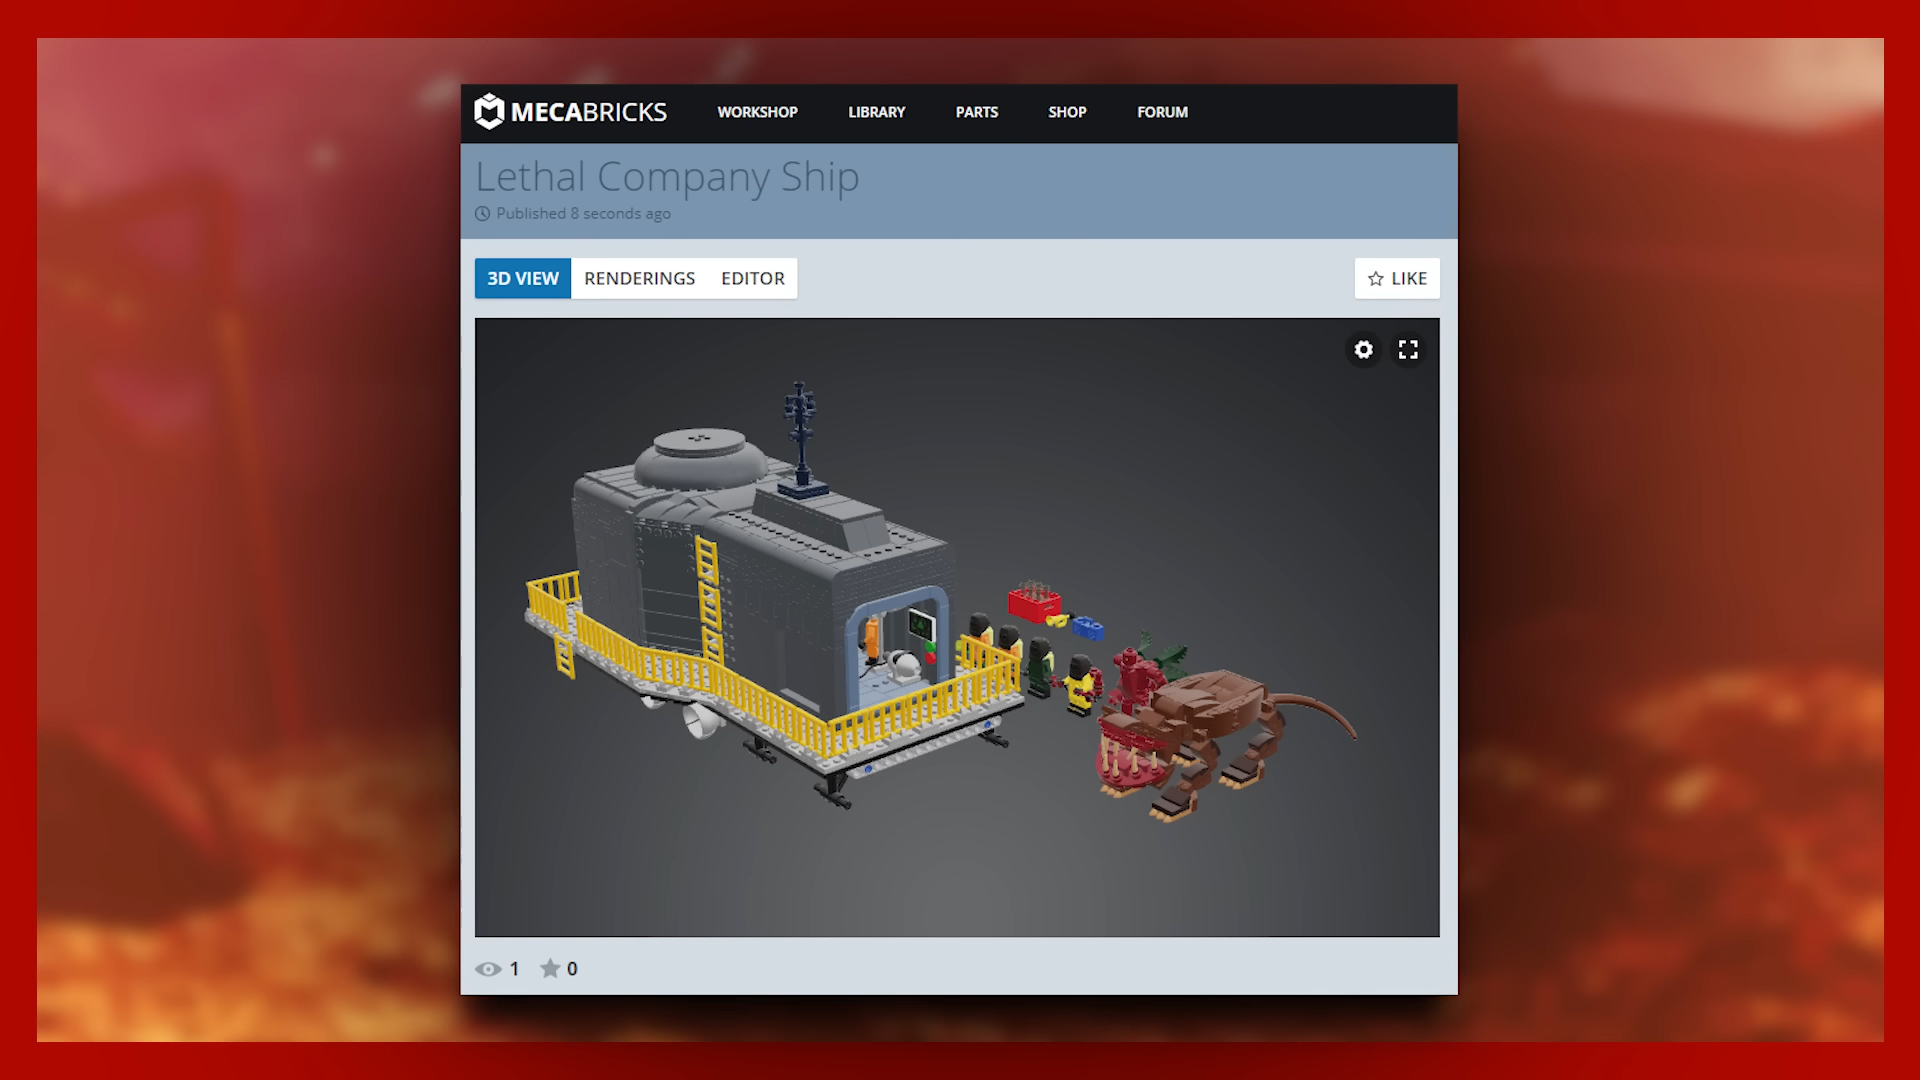 MECABRICKS WORKSHOP LIBRARY PARTS SHOP FORUM
Lethal Company Ship
Published 8 seconds ago
3D VIEW RENDERINGS EDITOR LIKE
1 0